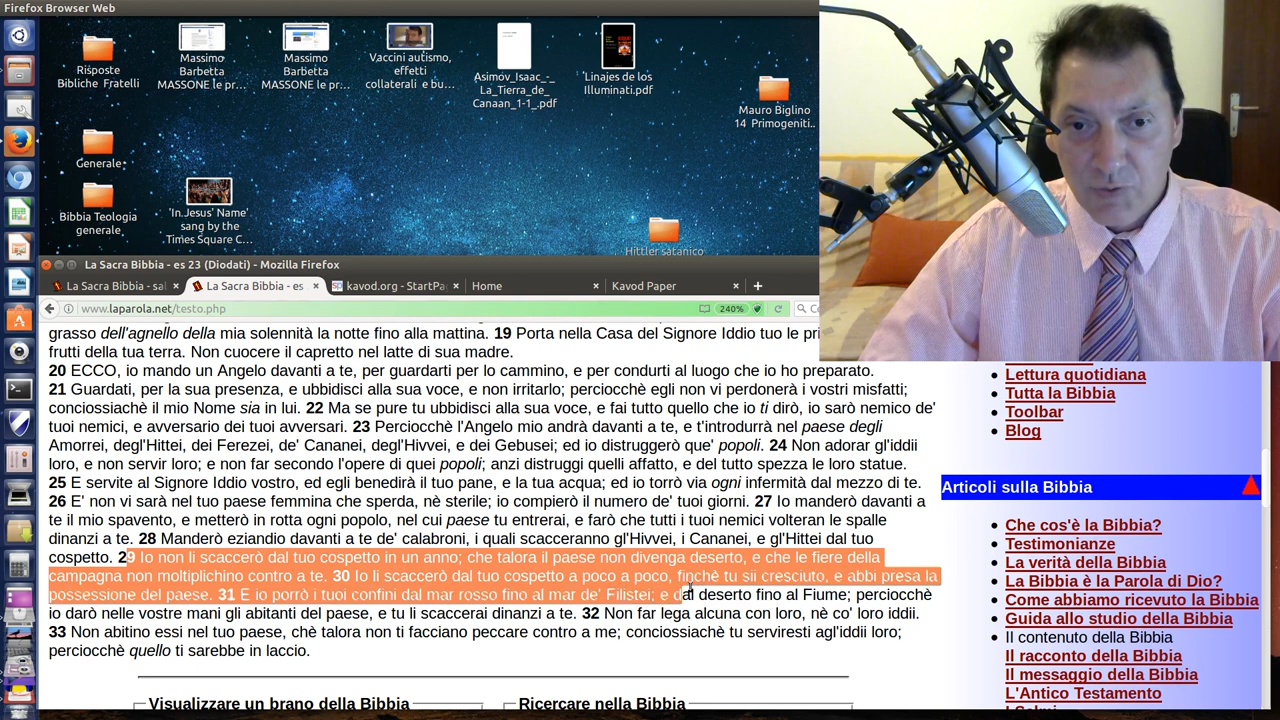 Firefox Browser Web
Risposte
Bibliche Fratelli
Massimo
Barbetta
MASSONE le pr...
Massimo
Barbetta
MASSONE le pr...
Vaccini autismo,
effetti
collaterali e bu...
Asimov_Isaac_-_
La_Tierra_de_
Canaan_1-1_.pdf
Linajes de los
Illuminati.pdf
Mauro Biglino
14 Primogeniti..
Generale
Bibbia Teologia
generale
'In Jesus' Name'
sang by the
Times Square C...
Hittler satanico
La Sacra Bibbia - es 23 (Diodati) - Mozilla Firefox
La Sacra Bibbia - sal
La Sacra Bibbia - es
kavod.org - StartPa
Home
Kavod Paper
www.laparola.net/testo.php
240%
grasso dell'agnello della mia solennità la notte fino alla mattina. 19 Porta nella Casa del Signore Iddio tuo le pri
frutti della tua terra. Non cuocere il capretto nel latte di sua madre.
20 ECCO, io mando un Angelo davanti a te, per guardarti per lo cammino, e per condurti al luogo che io ho preparato.
21 Guardati, per la sua presenza, e ubbidisci alla sua voce, e non irritarlo; perciocchè egli non vi perdonerà i vostri misfatti;
conciossiachè il mio Nome sia in lui. 22 Ma se pure tu ubbidisci alla sua voce, e fai tutto quello che io ti dirò, io sarò nemico de'
tuoi nemici, e avversario dei tuoi avversari. 23 Perciocchè l'Angelo mio andrà davanti a te, e t'introdurrà nel paese degli
Amorrei, degl'Hittei, dei Ferezei, de' Cananei, degl'Hivvei, e dei Gebusei; ed io distruggerò que' popoli. 24 Non adorar gl'iddii
loro, e non servir loro; e non far secondo l'opere di quei popoli; anzi distruggi quelli affatto, e del tutto spezza le loro statue.
25 E servite al Signore Iddio vostro, ed egli benedirà il tuo pane, e la tua acqua; ed io torrò via ogni infermità dal mezzo di te.
26 E' non vi sarà nel tuo paese femmina che sperda, nè sterile; io compierò il numero de' tuoi giorni. 27 Io manderò davanti a
te il mio spavento, e metterò in rotta ogni popolo, nel cui paese tu entrerai, e farò che tutti i tuoi nemici volteran le spalle
dinanzi a te. 28 Manderò eziandio davanti a te de' calabroni, i quali scacceranno gl'Hivvei, i Cananei, e gl'Hittei dal tuo
cospetto. 29 Io non li scaccerò dal tuo cospetto in un anno; che talora il paese non divenga deserto, e che le fiere della
campagna non moltiplichino contro a te. 30 Io li scaccerò dal tuo cospetto a poco a poco, finchè tu sii cresciuto, e abbi presa la
possessione del paese. 31 E io porrò i tuoi confini dal mar rosso fino al mar de' Filistei; e dal deserto fino al Fiume; perciocchè
io darò nelle vostre mani gli abitanti del paese, e tu li scaccerai dinanzi a te. 32 Non far lega alcuna con loro, nè co' loro iddii.
33 Non abitino essi nel tuo paese, chè talora non ti facciano peccare contro a me; conciossiachè tu serviresti agl'iddii loro;
perciocchè quello ti sarebbe in laccio.
Visualizzare un brano della Bibbia
Ricercare nella Bibbia
Lettura quotidiana
Tutta la Bibbia
Toolbar
Blog
Articoli sulla Bibbia
Che cos'è la Bibbia?
Testimonianze
La verità della Bibbia
La Bibbia è la Parola di Dio?
Come abbiamo ricevuto la Bibbia
Guida allo studio della Bibbia
Il contenuto della Bibbia
Il racconto della Bibbia
Il messaggio della Bibbia
L'Antico Testamento